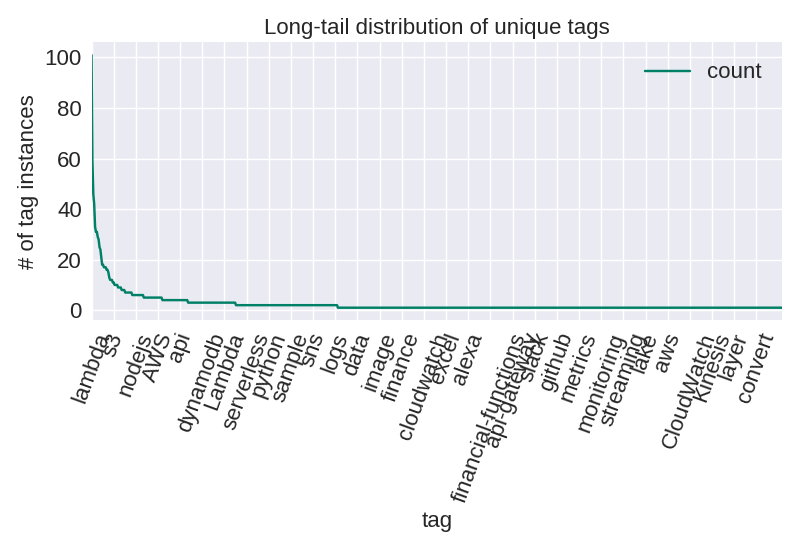 Long-tail distribution of unique tags
count
# of tag instances
100
80
60
40
20
0
lambda
s3
nodejs
AWS
api
dynamodb
Lambda
serverless
python
sample
sns
logs
data
image
finance
cloudwatch
excel
alexa
financial-functions
api-gateway
slack
github
metrics
monitoring
streaming
lake
aws
CloudWatch
Kinesis
layer
convert
tag